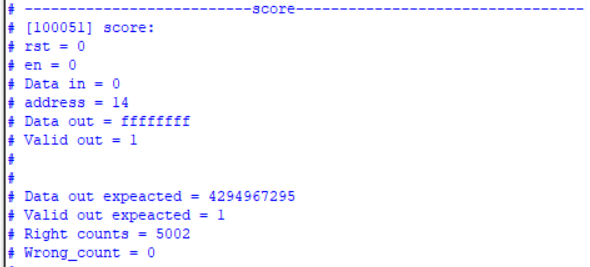 # --------------------------score---------------------------------
# [100051] score:
# rst = 0
# en = 0
# Data in = 0
# address = 14
# Data out = ffffffff
# Valid out = 1
#
#
# Data out expeacted = 4294967295
# Valid out expeacted = 1
# Right counts = 5002
# Wrong_count = 0